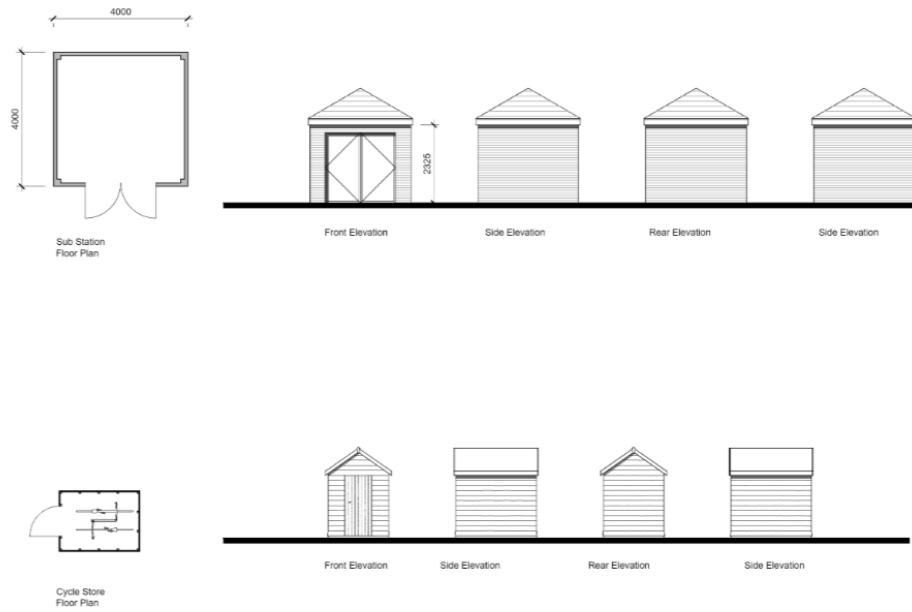 4000
4000
2325
Front Elevation
Side Elevation
Rear Elevation
Side Elevation
Sub Station
Floor Plan
Front Elevation
Side Elevation
Rear Elevation
Side Elevation
Cycle Store
Floor Plan